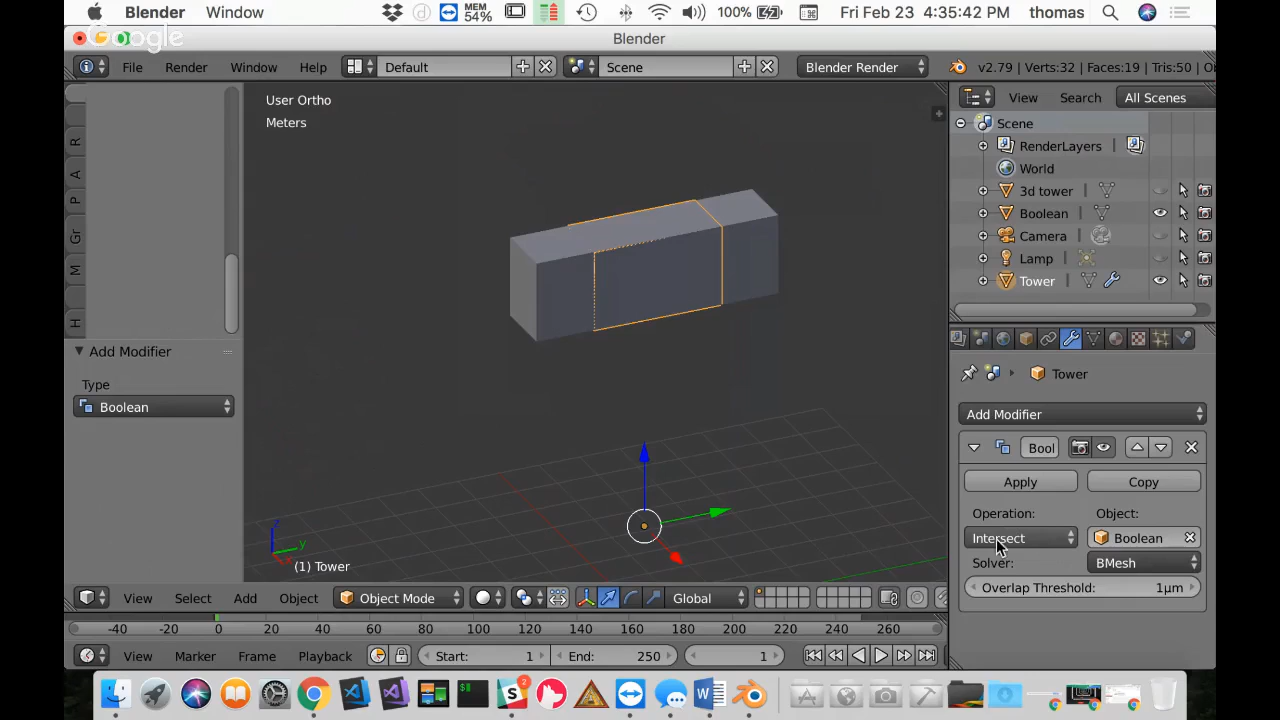 Blender Window MEM 54% 100% Fri Feb 23 4:35:42 PM thomas
Google
Blender
File Render Window Help Default Scene Blender Render v2.79 | Verts:32 | Faces:19 | Tris:50 | O
User Ortho
Meters
R
A
P
Gr
M
H
Add Modifier
Type
Boolean
(1) Tower
View Search All Scenes
Scene
RenderLayers
World
3d tower
Boolean
Camera
Lamp
Tower
Tower
Add Modifier
Bool
Apply Copy
Operation: Object:
Intersect Boolean
Solver: BMesh
Overlap Threshold: 1µm
View Select Add Object Object Mode Global
-40 -20 0 20 40 60 80 100 120 140 160 180 200 220 240 260
View Marker Frame Playback Start: 1 End: 250 1
2